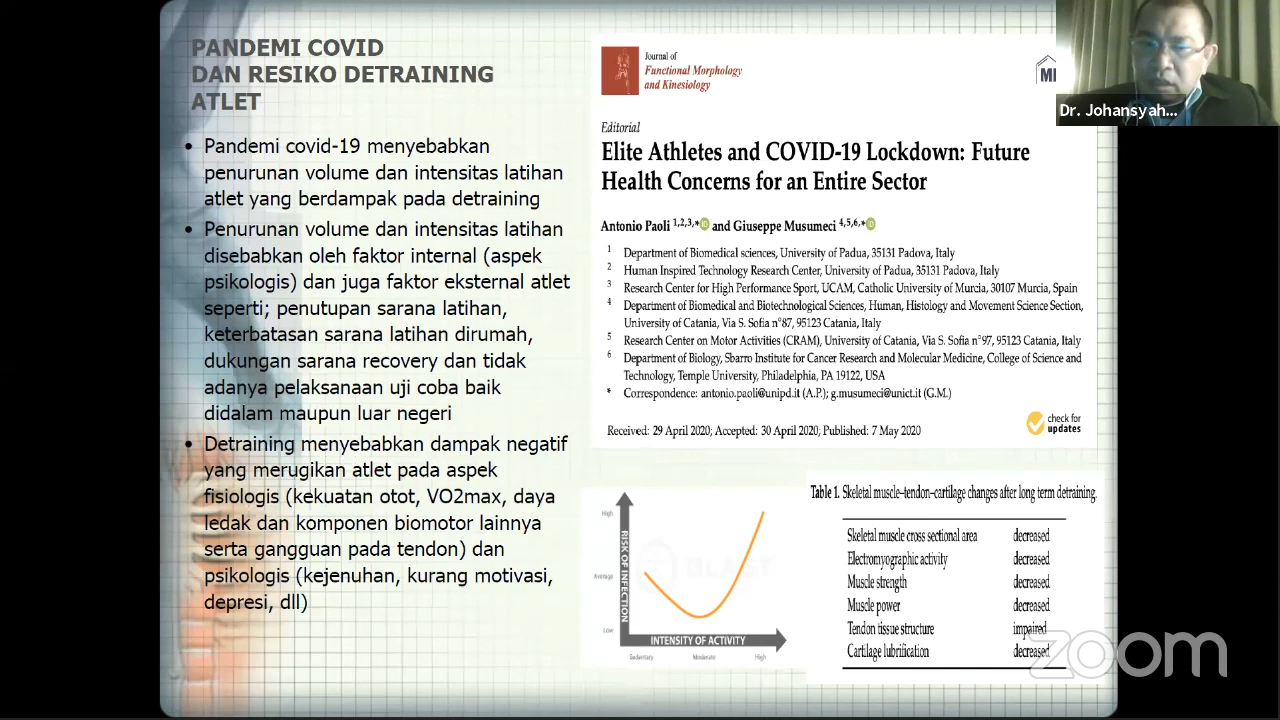 PANDEMI COVID
DAN RESIKO DETRAINING
ATLET
• Pandemi covid-19 menyebabkan
penurunan volume dan intensitas latihan
atlet yang berdampak pada detraining
• Penurunan volume dan intensitas latihan
disebabkan oleh faktor internal (aspek
psikologis) dan juga faktor eksternal atlet
seperti; penutupan sarana latihan,
keterbatasan sarana latihan dirumah,
dukungan sarana recovery dan tidak
adanya pelaksanaan uji coba baik
didalam maupun luar negeri
• Detraining menyebabkan dampak negatif
yang merugikan atlet pada aspek
fisiologis (kekuatan otot, VO2max, daya
ledak dan komponen biomotor lainnya
serta gangguan pada tendon) dan
psikologis (kejenuhan, kurang motivasi,
depresi, dll)
Journal of
Functional Morphology
and Kinesiology
MI
Dr. Johansyah...
Editorial
Elite Athletes and COVID-19 Lockdown: Future
Health Concerns for an Entire Sector
Antonio Paoli 1,2,3,* iD and Giuseppe Musumeci 4,5,6,* iD
1 Department of Biomedical sciences, University of Padua, 35131 Padova, Italy
2 Human Inspired Technology Research Center, University of Padua, 35131 Padova, Italy
3 Research Center for High Performance Sport, UCAM, Catholic University of Murcia, 30107 Murcia, Spain
4 Department of Biomedical and Biotechnological Sciences, Human, Histology and Movement Science Section,
University of Catania, Via S. Sofia n°87, 95123 Catania, Italy
5 Research Center on Motor Activities (CRAM), University of Catania, Via S. Sofia n°97, 95123 Catania, Italy
6 Department of Biology, Sbarro Institute for Cancer Research and Molecular Medicine, College of Science and
Technology, Temple University, Philadelphia, PA 19122, USA
* Correspondence: antonio.paoli@unipd.it (A.P.); g.musumeci@unict.it (G.M.)
check for
updates
Received: 29 April 2020; Accepted: 30 April 2020; Published: 7 May 2020
High
Average
Low
RISK OF INFECTION
BLAST
INTENSITY OF ACTIVITY
Sedentary Moderate High
Table 1. Skeletal muscle–tendon–cartilage changes after long term detraining.
Skeletal muscle cross sectional area decreased
Electromyographic activity decreased
Muscle strength decreased
Muscle power decreased
Tendon tissue structure impaired
Cartilage lubrification decreased
zoom